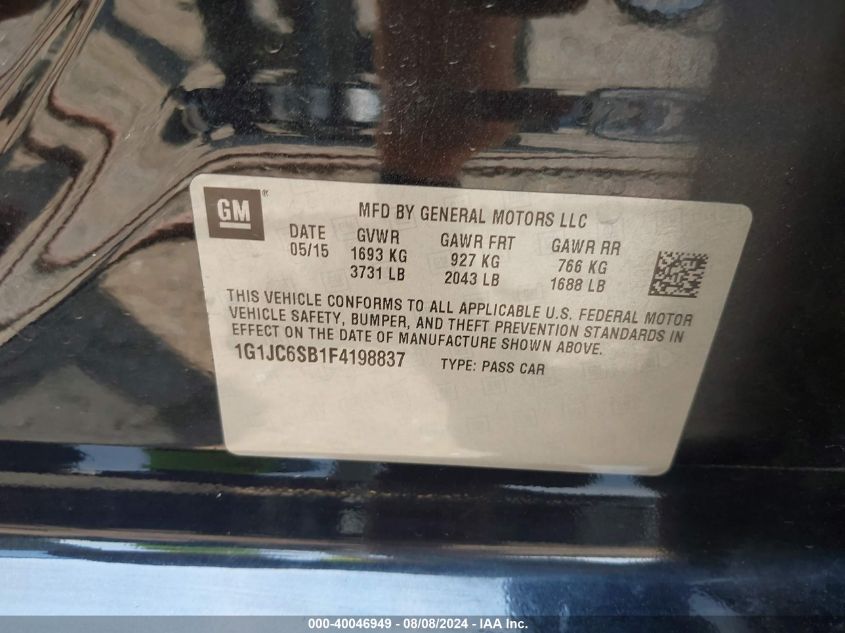 GM®
MFD BY GENERAL MOTORS LLC
DATE GVWR GAWR FRT GAWR RR
05/15 1693 KG 927 KG 766 KG
3731 LB 2043 LB 1688 LB
THIS VEHICLE CONFORMS TO ALL APPLICABLE U.S. FEDERAL MOTOR
VEHICLE SAFETY, BUMPER, AND THEFT PREVENTION STANDARDS IN
EFFECT ON THE DATE OF MANUFACTURE SHOWN ABOVE.
1G1JC6SB1F4198837 TYPE: PASS CAR
000-40046949 - 08/08/2024 - IAA Inc.